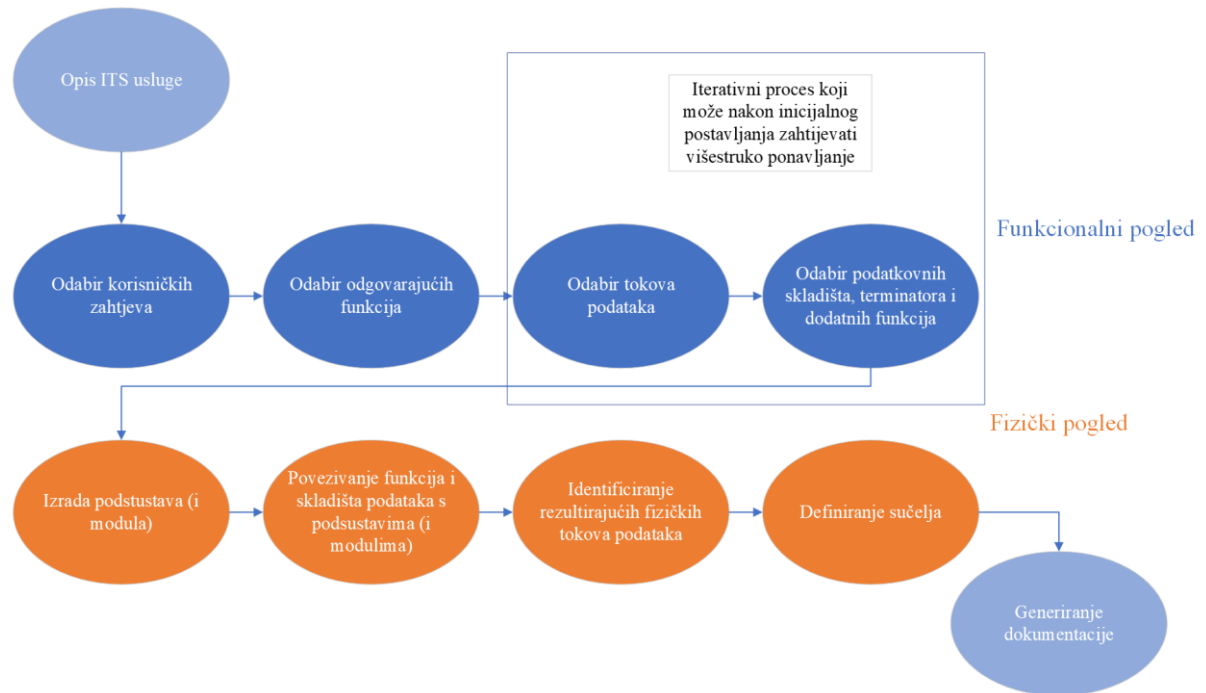 Opis ITS usluge
Iterativni proces koji
može nakon inicijalnog
postavljanja zahtijevati
višestruko ponavljanje
Funkcionalni pogled
Odabir korisničkih
zahtjeva
Odabir odgovarajućih
funkcija
Odabir tokova
podataka
Odabir podatkovnih
skladišta, terminatora i
dodatnih funkcija
Fizički pogled
Izrada podstustava (i
modula)
Povezivanje funkcija i
skladišta podataka s
podsustavima (i
modulima)
Identificiranje
rezultirajućih fizičkih
tokova podataka
Definiranje sučelja
Generiranje
dokumentacije